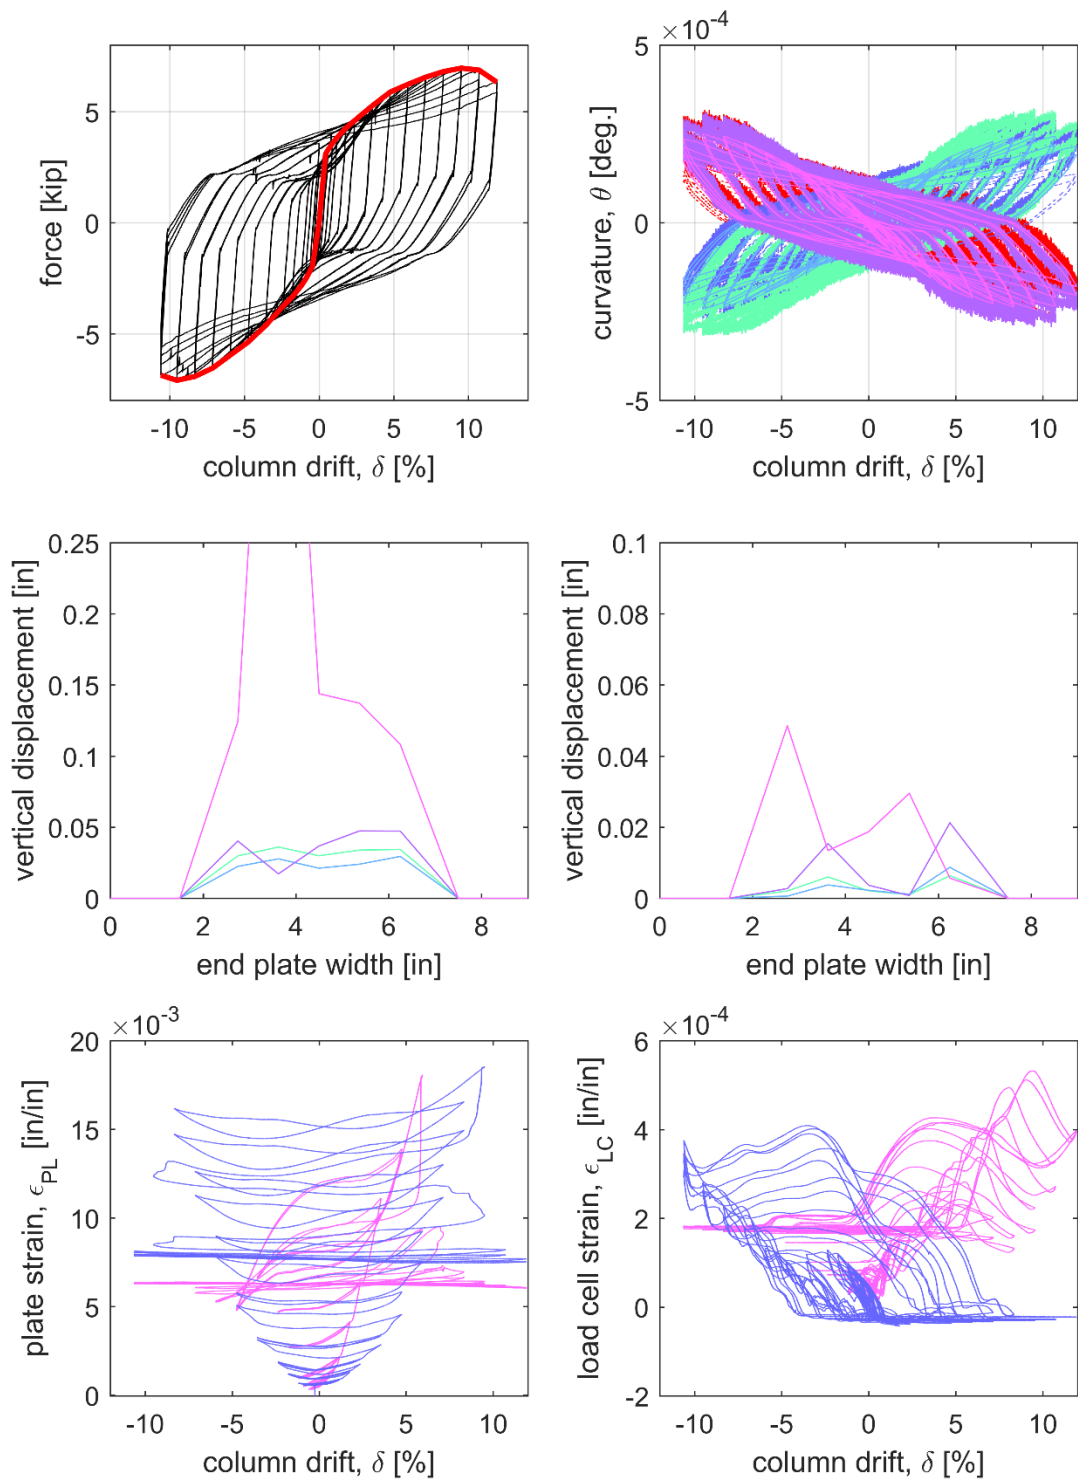 force [kip]
5
0
-5
-10 -5 0 5 10
column drift, δ [%]
×10-4
curvature, θ [deg.]
5
0
-5
-10 -5 0 5 10
column drift, δ [%]
vertical displacement [in]
0.25
0.2
0.15
0.1
0.05
0
0 2 4 6 8
end plate width [in]
vertical displacement [in]
0.1
0.08
0.06
0.04
0.02
0
0 2 4 6 8
end plate width [in]
×10-3
plate strain, ϵPL [in/in]
20
15
10
5
0
-10 -5 0 5 10
column drift, δ [%]
×10-4
load cell strain, ϵLC [in/in]
6
4
2
0
-2
-10 -5 0 5 10
column drift, δ [%]